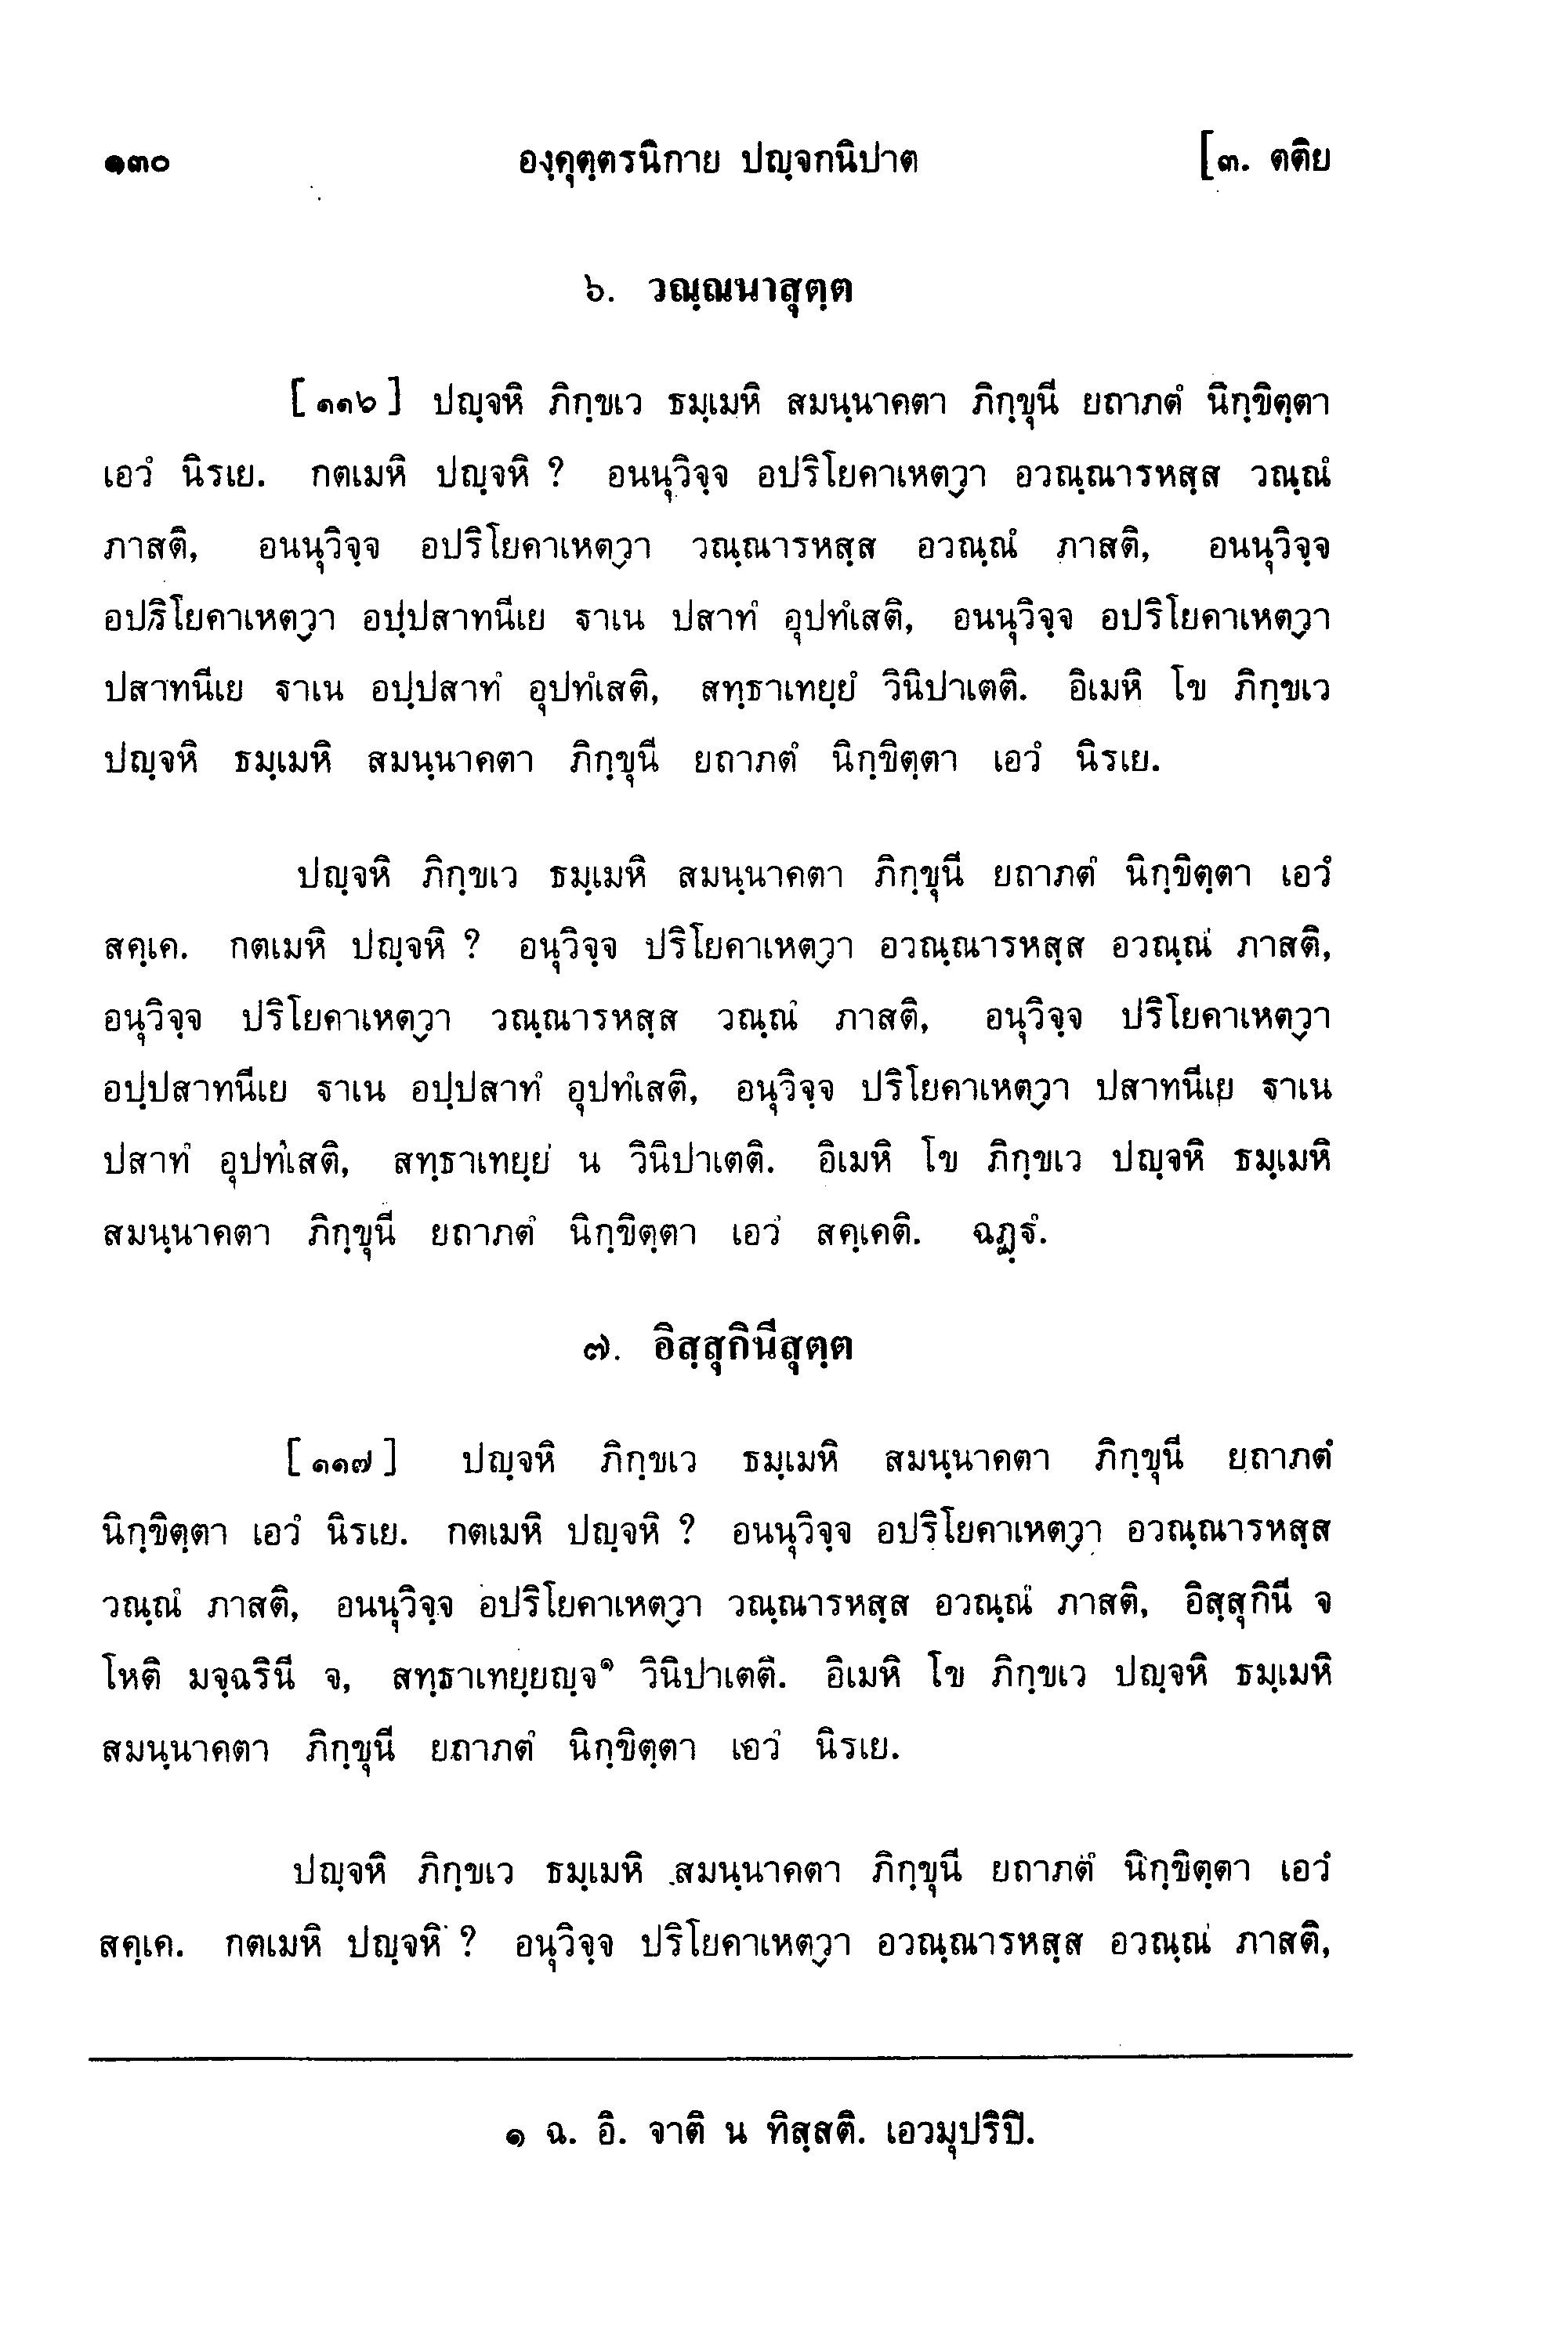 ๑๓๐ องฺคุตฺตรนิกาย ปญฺจกนิปาต [๓. ตติย
๖. วณฺณนาสุตฺต
[๑๑๖] ปญฺจหิ ภิกฺขเว ธมฺเมหิ สมนฺนาคตา ภิกฺขุนี ยถาภตํ นิกฺขิตฺตา
เอวํ นิรเย. กตเมหิ ปญฺจหิ ? อนนุวิจฺจ อปริโยคาเหตฺวา อวณฺณารหสฺส วณฺณํ
ภาสติ, อนนุวิจฺจ อปริโยคาเหตฺวา วณฺณารหสฺส อวณฺณํ ภาสติ, อนนุวิจฺจ
อปริโยคาเหตฺวา อปฺปสาทนีเย ฐาเน ปสาทํ อุปทํเสติ, อนนุวิจฺจ อปริโยคาเหตฺวา
ปสาทนีเย ฐาเน อปฺปสาทํ อุปทํเสติ, สทฺธาเทยฺยํ วินิปาเตติ. อิเมหิ โข ภิกฺขเว
ปญฺจหิ ธมฺเมหิ สมนฺนาคตา ภิกฺขุนี ยถาภตํ นิกฺขิตฺตา เอวํ นิรเย.
ปญฺจหิ ภิกฺขเว ธมฺเมหิ สมนฺนาคตา ภิกฺขุนี ยถาภตํ นิกฺขิตฺตา เอวํ
สคฺเค. กตเมหิ ปญฺจหิ ? อนุวิจฺจ ปริโยคาเหตฺวา อวณฺณารหสฺส อวณฺณํ ภาสติ,
อนุวิจฺจ ปริโยคาเหตฺวา วณฺณารหสฺส วณฺณํ ภาสติ, อนุวิจฺจ ปริโยคาเหตฺวา
อปฺปสาทนีเย ฐาเน อปฺปสาทํ อุปทํเสติ, อนุวิจฺจ ปริโยคาเหตฺวา ปสาทนีเย ฐาเน
ปสาทํ อุปทํเสติ, สทฺธาเทยฺยํ น วินิปาเตติ. อิเมหิ โข ภิกฺขเว ปญฺจหิ ธมฺเมหิ
สมนฺนาคตา ภิกฺขุนี ยถาภตํ นิกฺขิตฺตา เอวํ สคฺเคติ. ฉฏฺฐํ.
๗. อิสฺสุกินีสุตฺต
[๑๑๗] ปญฺจหิ ภิกฺขเว ธมฺเมหิ สมนฺนาคตา ภิกฺขุนี ยถาภตํ
นิกฺขิตฺตา เอวํ นิรเย. กตเมหิ ปญฺจหิ ? อนนุวิจฺจ อปริโยคาเหตฺวา อวณฺณารหสฺส
วณฺณํ ภาสติ, อนนุวิจฺจ อปริโยคาเหตฺวา วณฺณารหสฺส อวณฺณํ ภาสติ, อิสฺสุกินี จ
โหติ มจฺฉรินี จ, สทฺธาเทยฺยญฺจ๑ วินิปาเตติ. อิเมหิ โข ภิกฺขเว ปญฺจหิ ธมฺเมหิ
สมนฺนาคตา ภิกฺขุนี ยถาภตํ นิกฺขิตฺตา เอวํ นิรเย.
ปญฺจหิ ภิกฺขเว ธมฺเมหิ สมนฺนาคตา ภิกฺขุนี ยถาภตํ นิกฺขิตฺตา เอวํ
สคฺเค. กตเมหิ ปญฺจหิ ? อนุวิจฺจ ปริโยคาเหตฺวา อวณฺณารหสฺส อวณฺณํ ภาสติ,
๑ ฉ. อิ. จาติ น ทิสฺสติ. เอวมุปริปี.